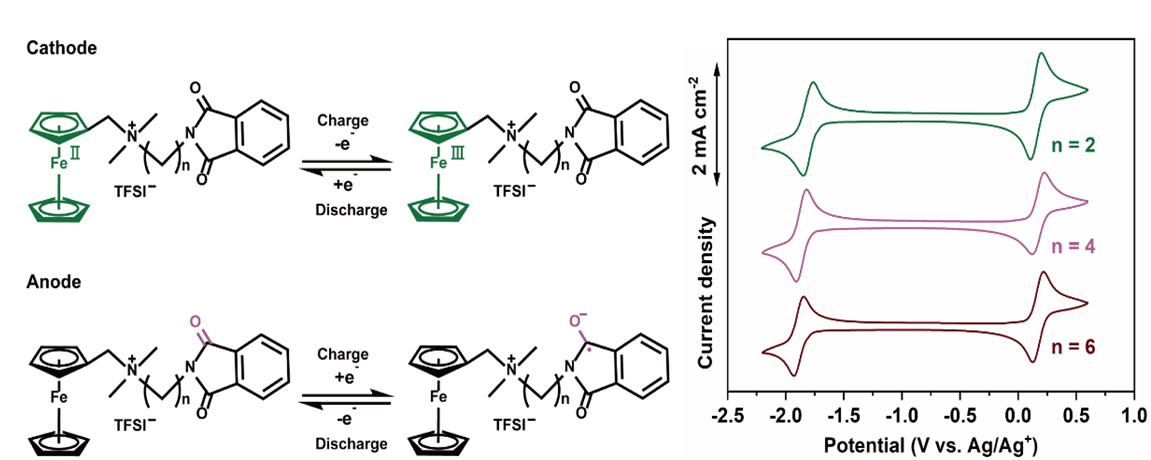 Cathode
O
Charge
-e⁻
+e⁻
Discharge
Fe II
N+
N
n
O
TFSI⁻
O
Fe III
N+
N
n
O
TFSI⁻
Anode
O
Charge
+e⁻
-e⁻
Discharge
Fe
N+
N
n
O
TFSI⁻
O⁻
Fe
N+
N
n
O
TFSI⁻
2 mA cm⁻²
Current density
n = 2
n = 4
n = 6
-2.5 -2.0 -1.5 -1.0 -0.5 0.0 0.5 1.0
Potential (V vs. Ag/Ag⁺)